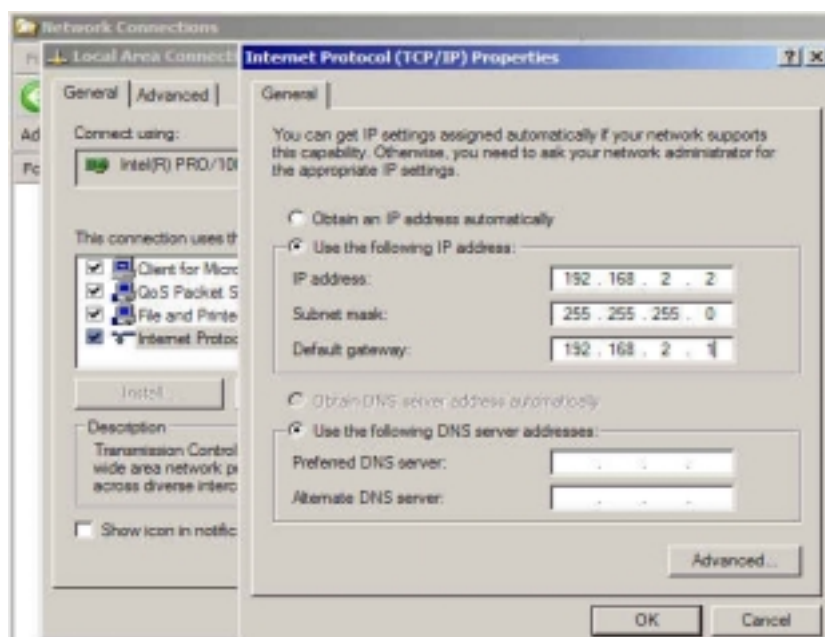 Network Connections
Local Area Connecti
Internet Protocol (TCP/IP) Properties
General
Advanced
Ad
Connect using:
Intel(R) PRO/10
This connection uses th
Client for Micro
QoS Packet S
File and Printe
Internet Protoc
Install...
Description
Transmission Control
wide area network p
across diverse interc
Show icon in notific
General
You can get IP settings assigned automatically if your network supports
this capability. Otherwise, you need to ask your network administrator for
the appropriate IP settings.
Obtain an IP address automatically
Use the following IP address:
IP address: 192 . 168 . 2 . 2
Subnet mask: 255 . 255 . 255 . 0
Default gateway: 192 . 168 . 2 . 1
Obtain DNS server address automatically
Use the following DNS server addresses:
Preferred DNS server:
Alternate DNS server:
Advanced...
OK
Cancel